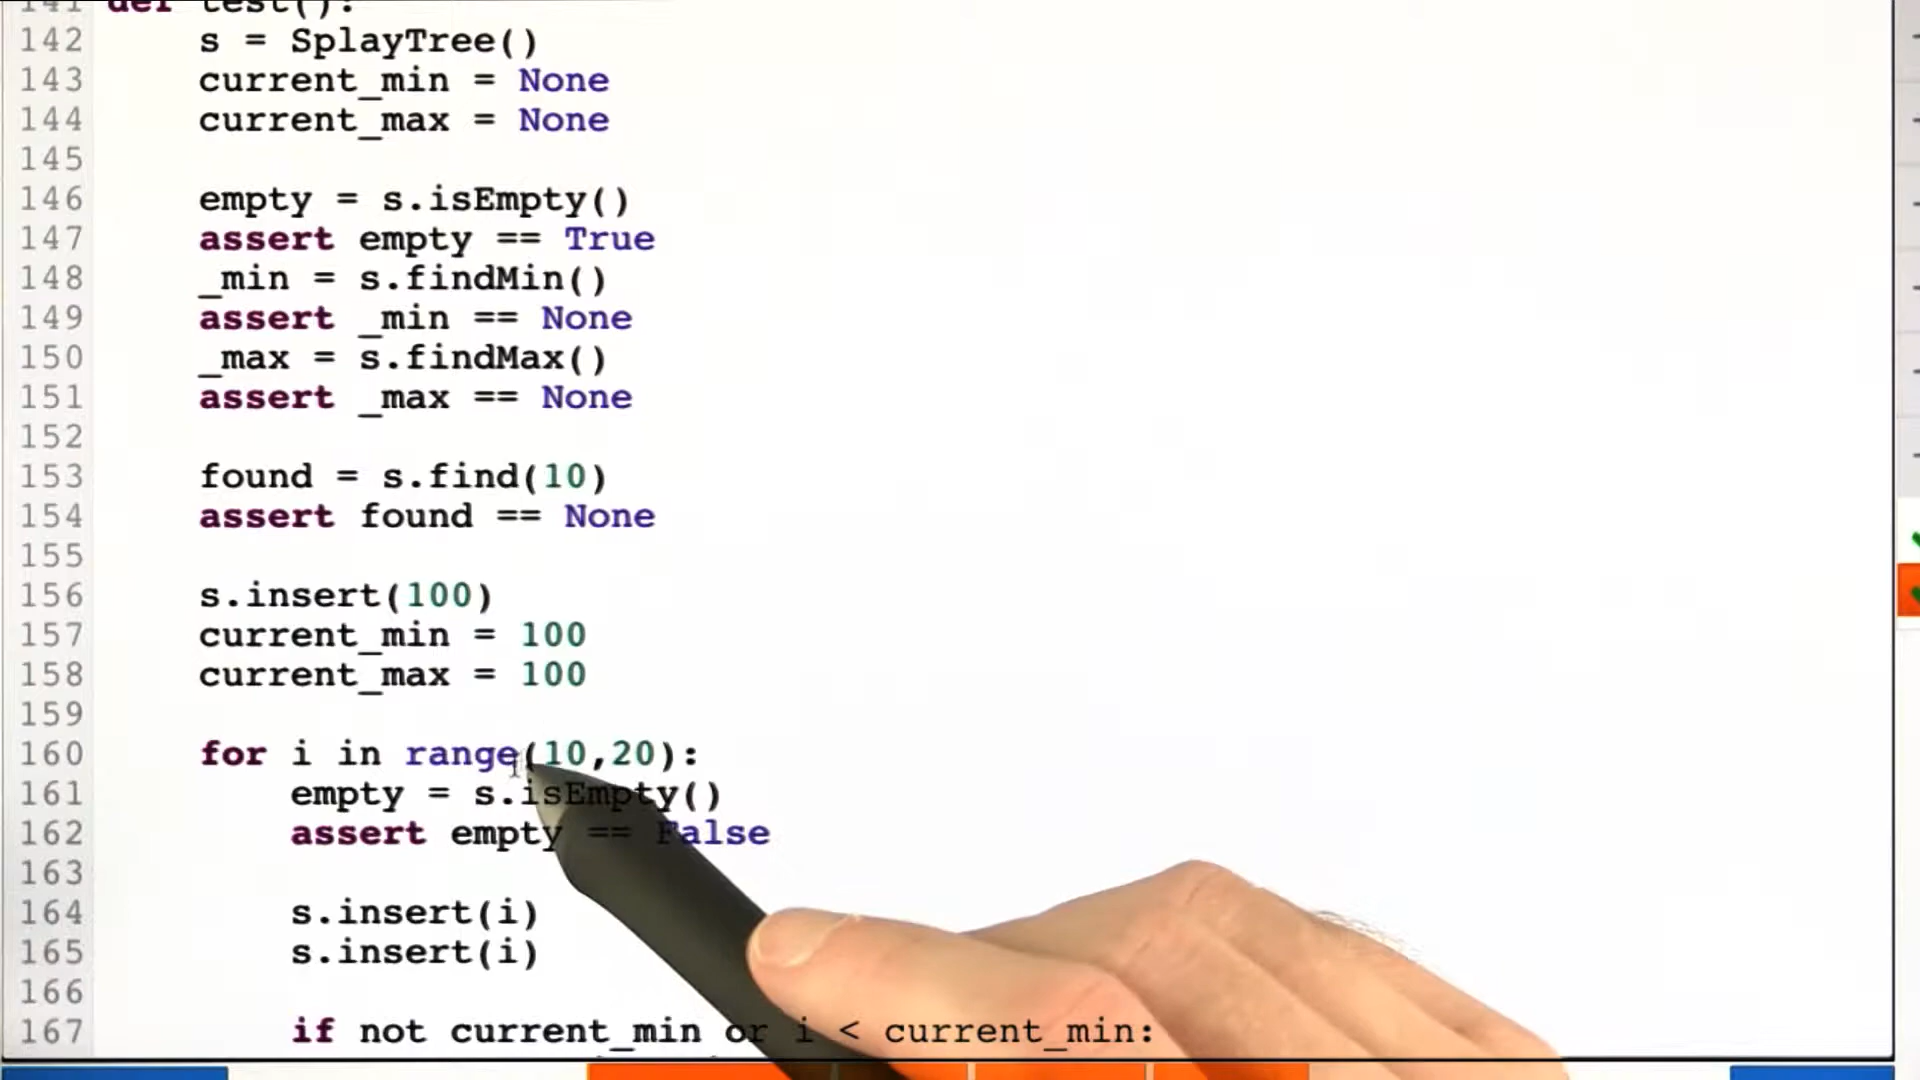 141 def test():
142 s = SplayTree()
143 current_min = None
144 current_max = None
145
146 empty = s.isEmpty()
147 assert empty == True
148 _min = s.findMin()
149 assert _min == None
150 _max = s.findMax()
151 assert _max == None
152
153 found = s.find(10)
154 assert found == None
155
156 s.insert(100)
157 current_min = 100
158 current_max = 100
159
160 for i in range(10,20):
161 empty = s.isEmpty()
162 assert empty == False
163
164 s.insert(i)
165 s.insert(i)
166
167 if not current_min or i < current_min: